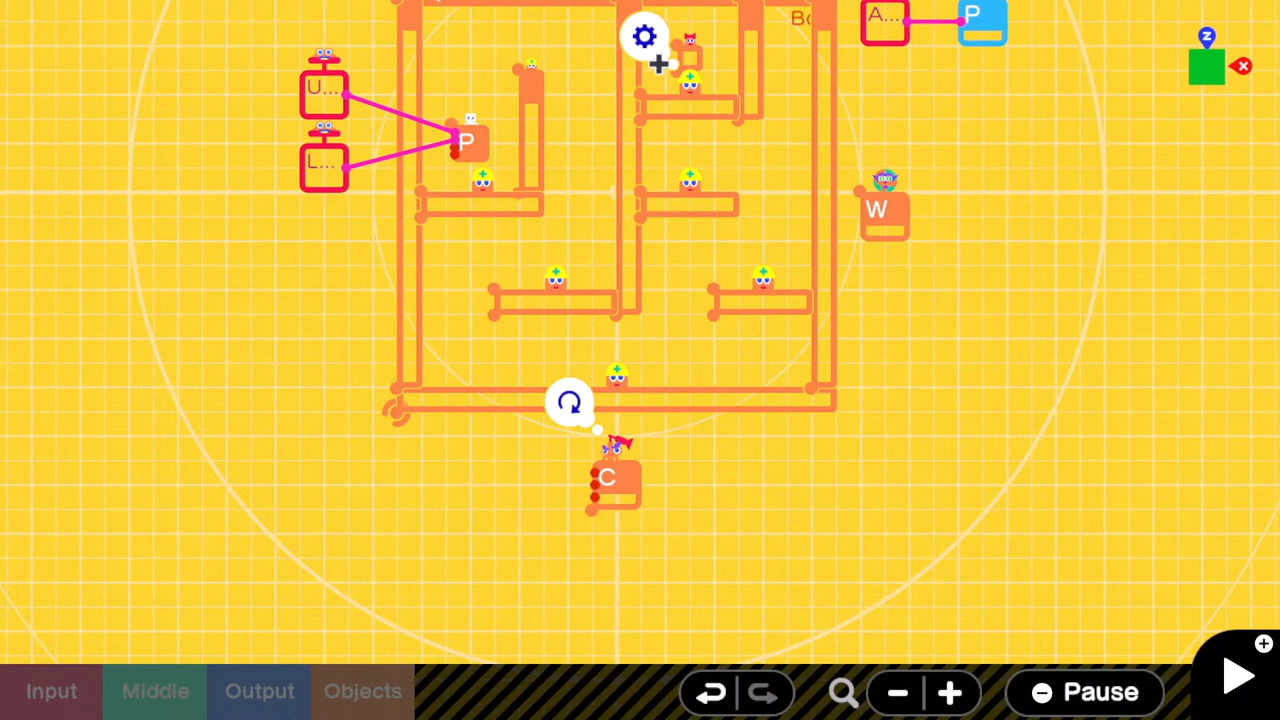 A...
P
Bo
U...
P
L...
W
C
Z
X
Input
Middle
Output
Objects
Pause